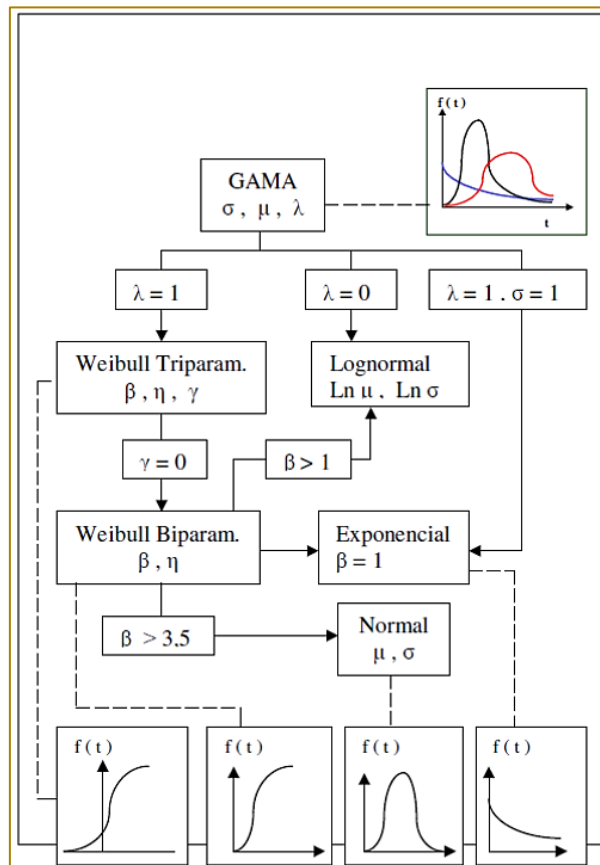 f(t)
t
GAMA
σ , μ , λ
λ = 1
λ = 0
λ = 1 . σ = 1
Weibull Triparam.
β , η , γ
Lognormal
Ln μ , Ln σ
γ = 0
β > 1
Weibull Biparam.
β , η
Exponencial
β = 1
β > 3.5
Normal
μ , σ
f ( t )
f ( t )
f ( t )
f ( t )